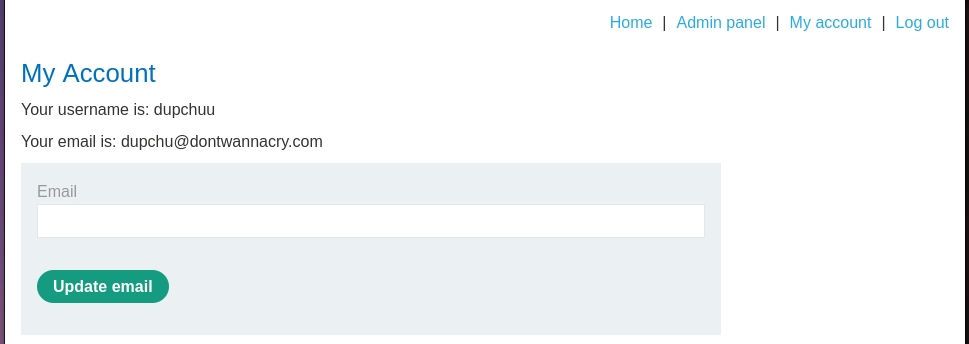 Home | Admin panel | My account | Log out
My Account
Your username is: dupchuu
Your email is: dupchu@dontwannacry.com
Email
Update email